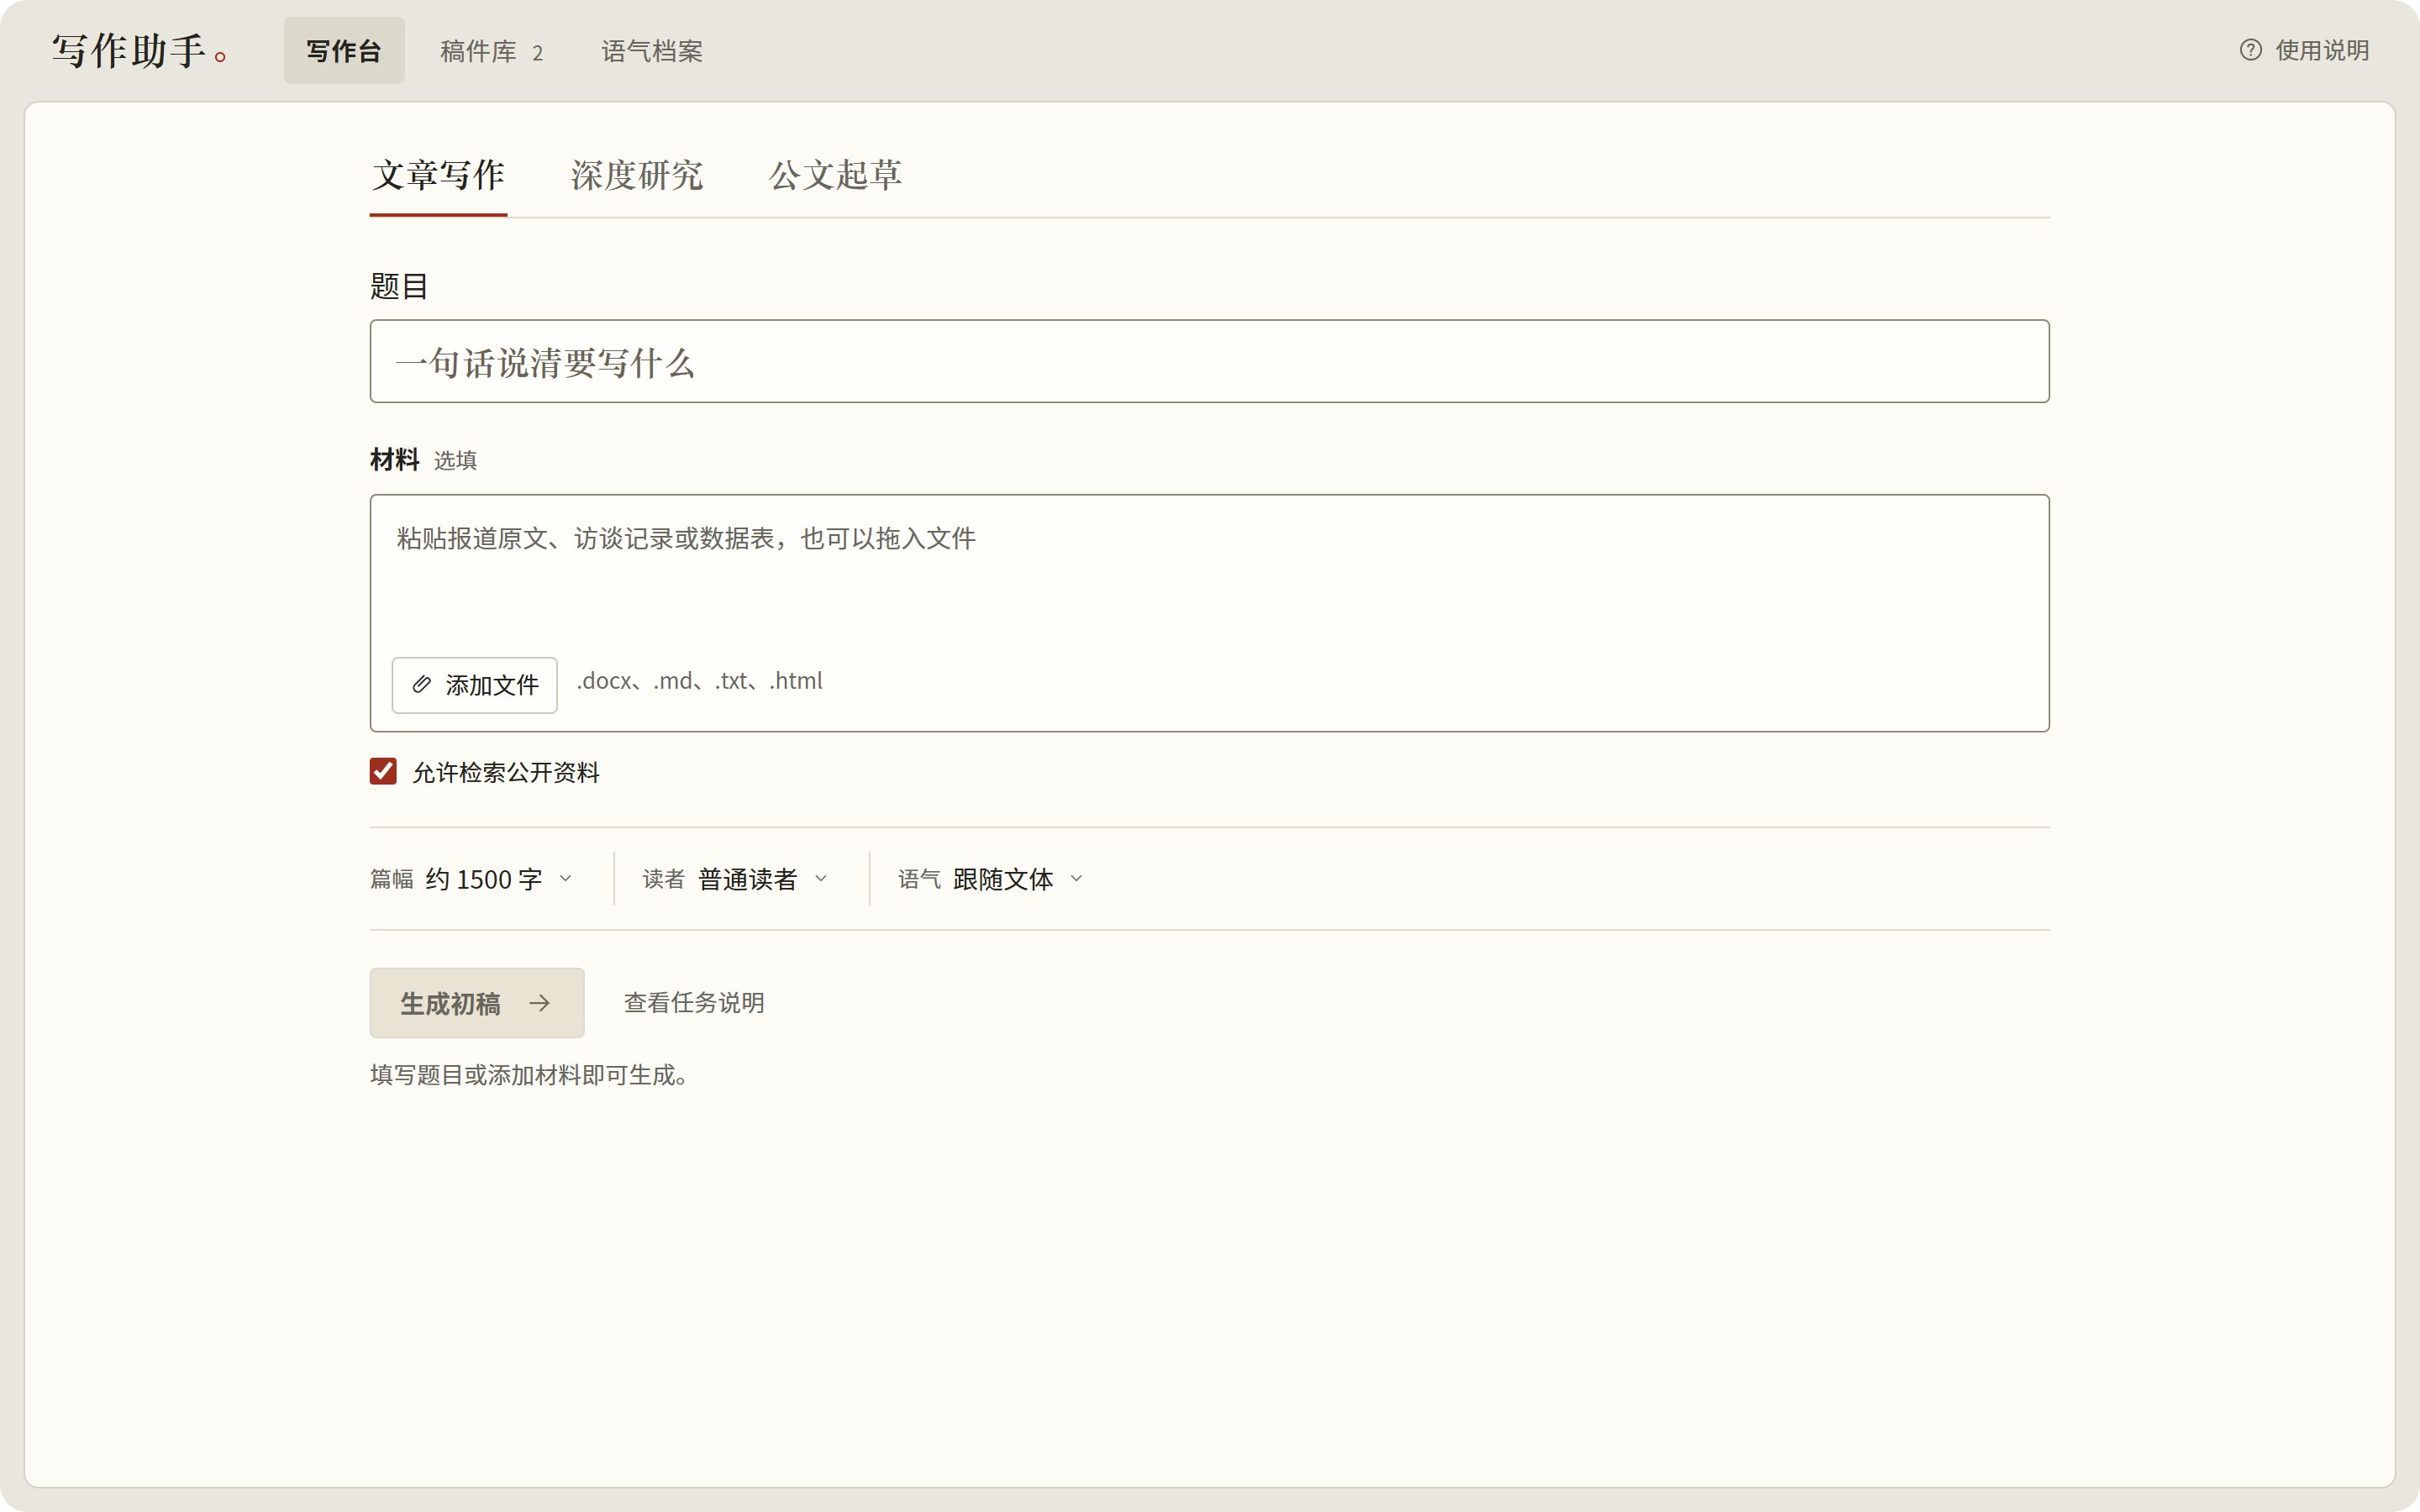 写作助手。 写作台 稿件库 2 语气档案 使用说明
文章写作 深度研究 公文起草
题目
一句话说清要写什么
材料 选填
粘贴报道原文、访谈记录或数据表，也可以拖入文件
添加文件 .docx、.md、.txt、.html
允许检索公开资料
篇幅 约 1500 字 读者 普通读者 语气 跟随文体
生成初稿 → 查看任务说明
填写题目或添加材料即可生成。